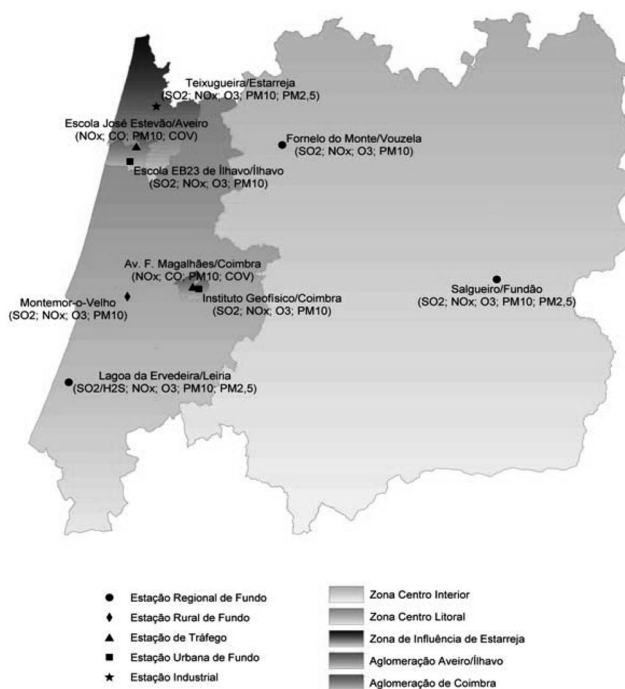 Teixugueira/Estarreja
(SO2; NOx; O3; PM10; PM2,5)
Escola José Estevão/Aveiro
(NOx; CO; PM10; COV)
Fornelo do Monte/Vouzela
(SO2; NOx; O3; PM10)
Escola EB23 de Ílhavo/Ílhavo
(SO2; NOx; O3; PM10)
Av. F. Magalhães/Coimbra
(NOx; CO; PM10; COV)
Montemor-o-Velho
(SO2; NOx; O3; PM10)
Instituto Geofísico/Coimbra
(SO2; NOx; O3; PM10)
Salgueiro/Fundão
(SO2; NOx; O3; PM10; PM2,5)
Lagoa da Ervedeira/Leiria
(SO2/H2S; NOx; O3; PM10; PM2,5)
Estação Regional de Fundo
Estação Rural de Fundo
Estação de Tráfego
Estação Urbana de Fundo
Estação Industrial
Zona Centro Interior
Zona Centro Litoral
Zona de Influência de Estarreja
Aglomeração Aveiro/Ílhavo
Aglomeração de Coimbra